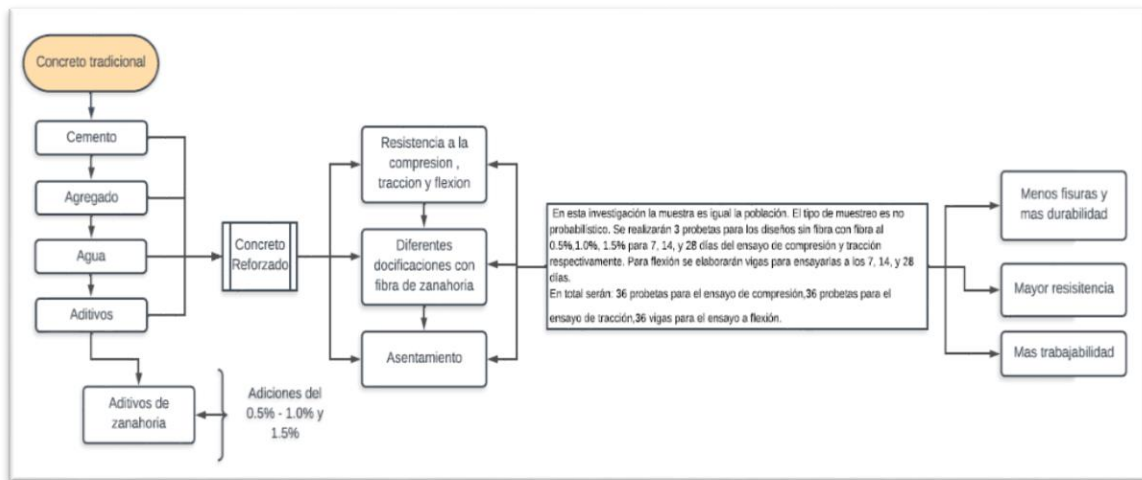 Concreto tradicional
Cemento
Agregado
Agua
Aditivos
Aditivos de
zanahoria
Adiciones del
0.5% - 1.0% y
1.5%
Concreto
Reforzado
Resistencia a la
compresion ,
traccion y flexion
Diferentes
docificaciones con
fibra de zanahoria
Asentamiento
En esta investigación la muestra es igual la población. El tipo de muestreo es no
probabilístico. Se realizarán 3 probetas para los diseños sin fibra con fibra al
0.5%,1.0%, 1.5% para 7, 14, y 28 días del ensayo de compresión y tracción
respectivamente. Para flexión se elaborarán vigas para ensayarlas a los 7, 14, y 28
días.
En total serán: 36 probetas para el ensayo de compresión,36 probetas para el
ensayo de tracción,36 vigas para el ensayo a flexión.
Menos fisuras y
mas durabilidad
Mayor resisitencia
Mas trabajabilidad